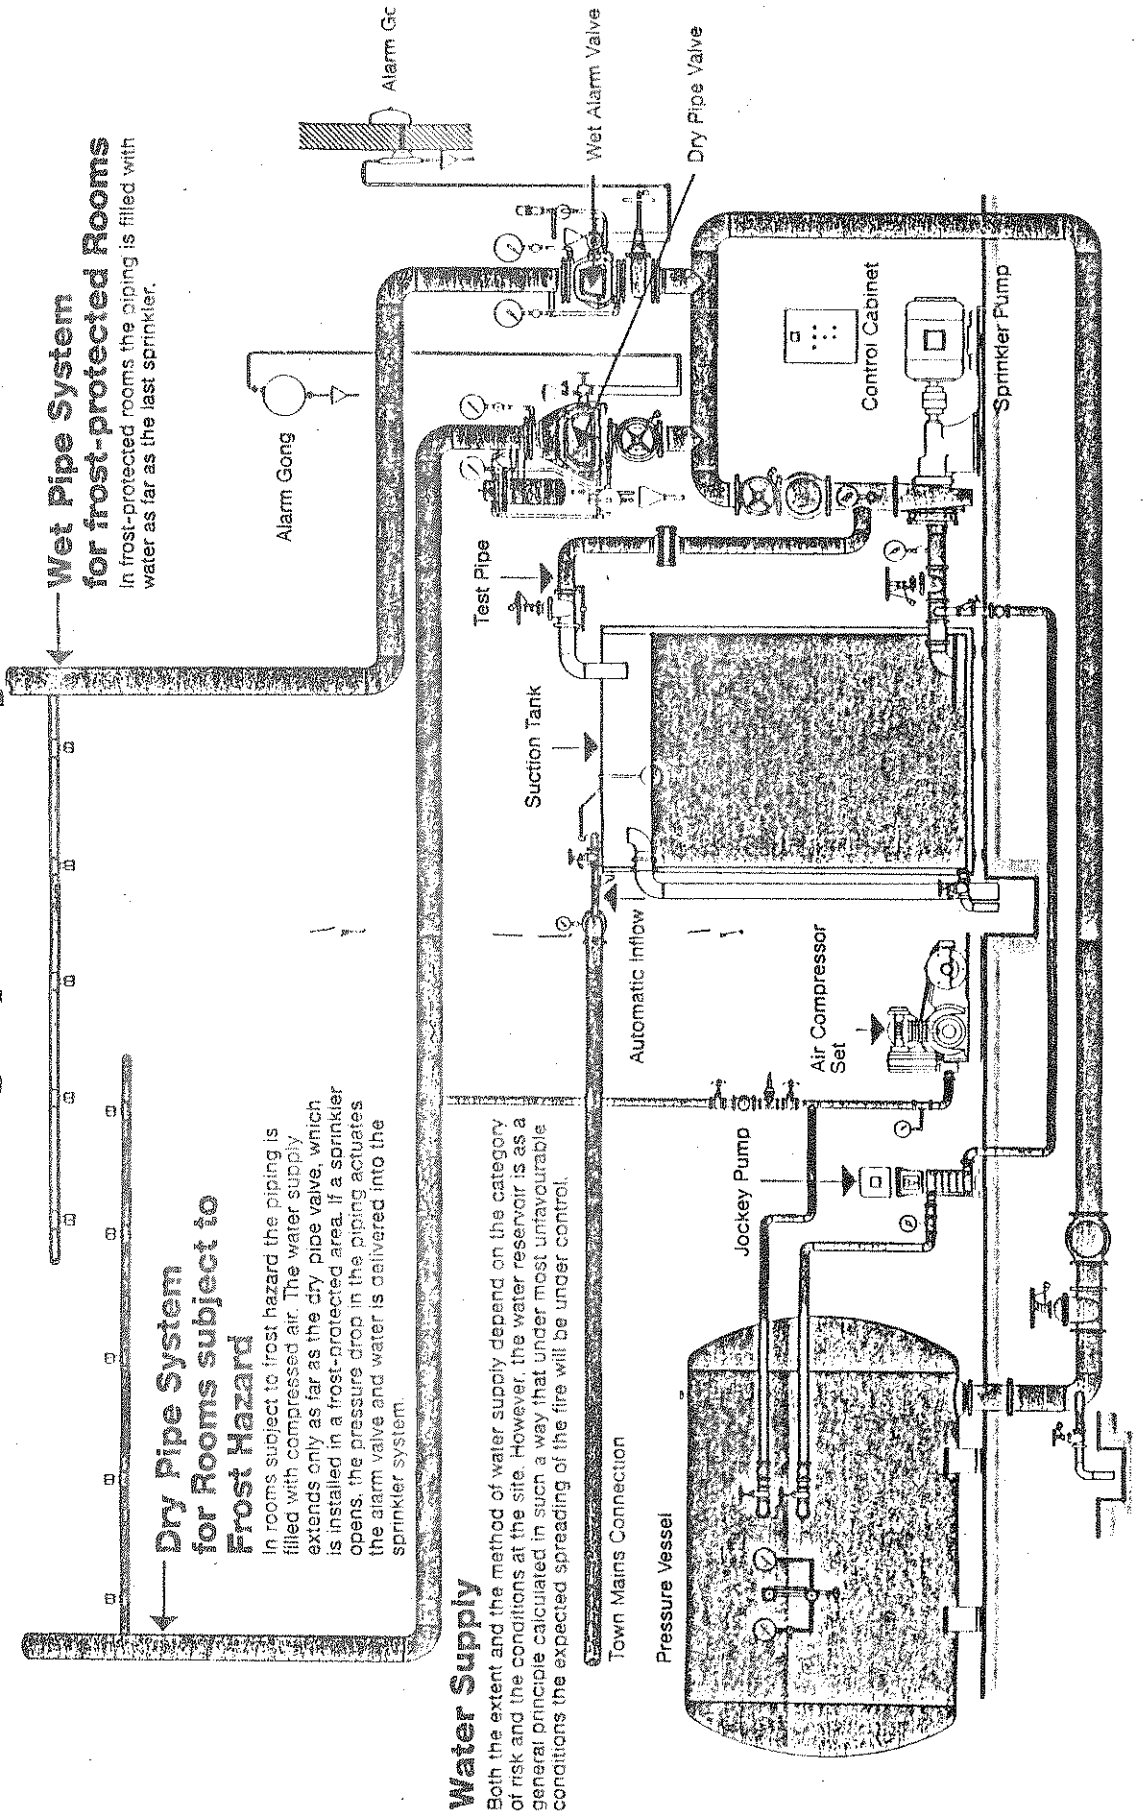 Wet Pipe System
for frost-protected Rooms
In frost-protected rooms the piping is filled with
water as far as the last sprinkler.
Dry Pipe System
for Rooms subject to
Frost Hazard
In rooms subject to frost hazard the piping is
filled with compressed air. The water supply
extends only as far as the dry pipe valve, which
is installed in a frost-protected area. If a sprinkler
opens, the pressure drop in the piping actuates
the alarm valve and water is delivered into the
sprinkler system.
Alarm Gong
Alarm Go
Wet Alarm Valve
Dry Pipe Valve
Water Supply
Both the extent and the method of water supply depend on the category
of risk and the conditions at the site. However, the water reservoir is as a
general principle calculated in such a way that under most unfavourable
conditions the expected spreading of the fire will be under control.
Town Mains Connection
Automatic Inflow
Suction Tank
Test Pipe
Pressure Vessel
Jockey Pump
Air Compressor
Set
Control Cabinet
Sprinkler Pump